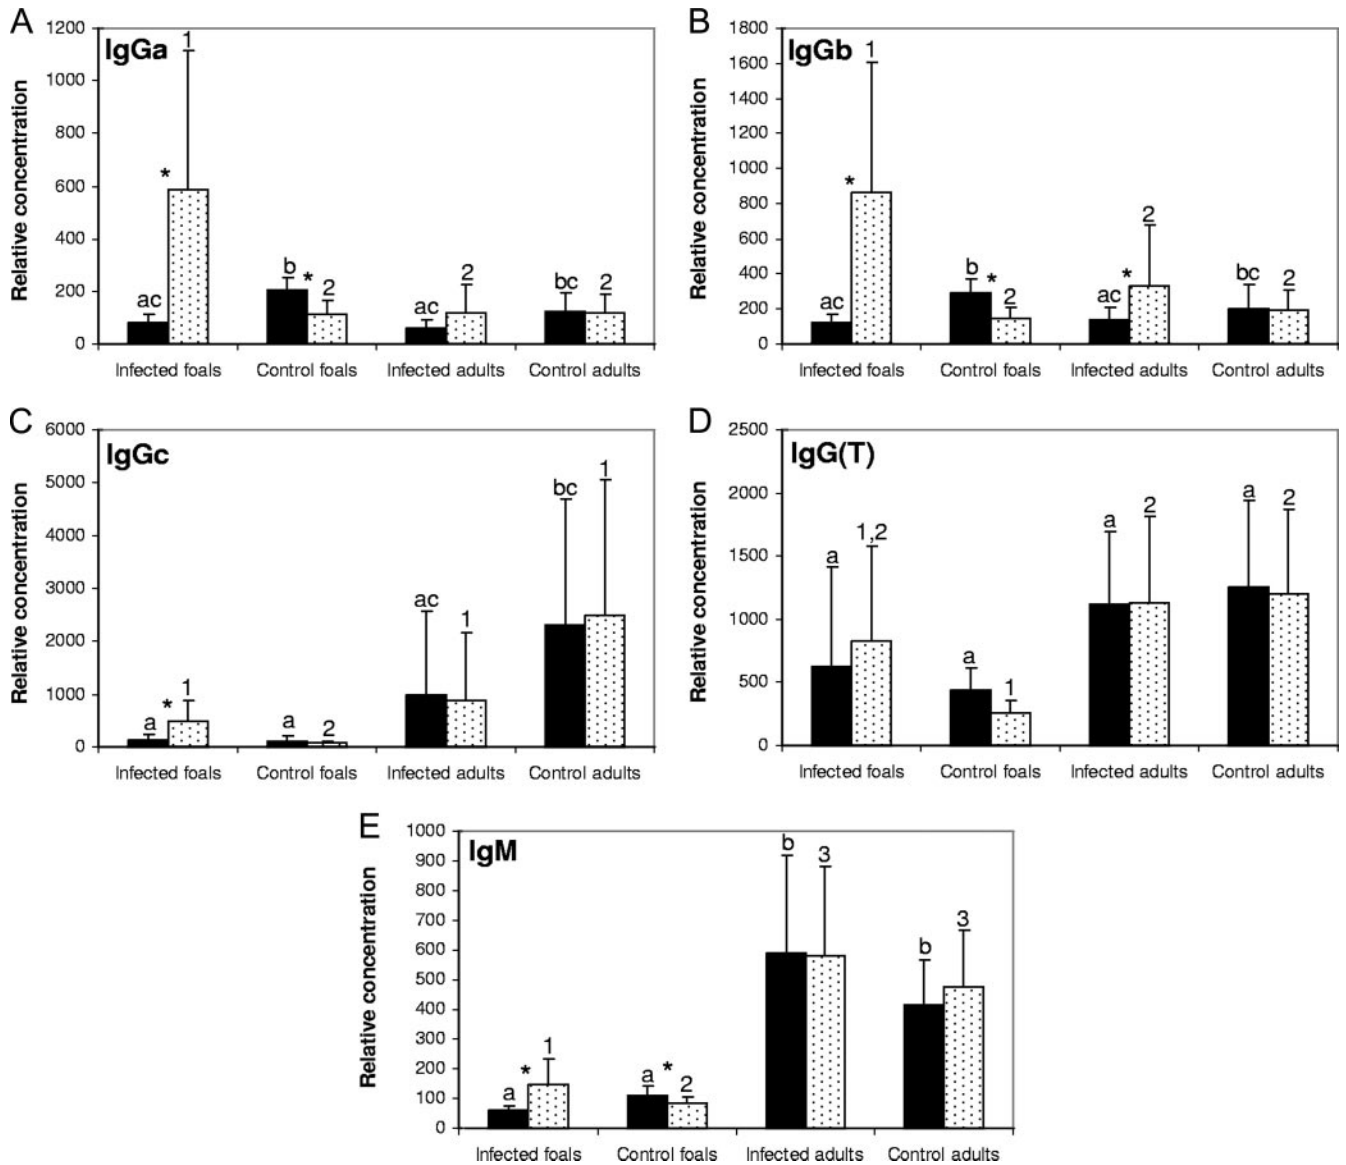 A
IgGa
Relative concentration
1200
1000
800
600
400
200
0
ac
*
1
b
*
2
ac
2
bc
2
Infected foals Control foals Infected adults Control adults
B
IgGb
Relative concentration
1800
1600
1400
1200
1000
800
600
400
200
0
ac
*
1
b
*
2
ac
*
2
bc
2
Infected foals Control foals Infected adults Control adults
C
IgGc
Relative concentration
6000
5000
4000
3000
2000
1000
0
a
*
1
a
2
ac
1
bc
1
Infected foals Control foals Infected adults Control adults
D
IgG(T)
Relative concentration
2500
2000
1500
1000
500
0
a
1,2
a
1
a
2
a
2
Infected foals Control foals Infected adults Control adults
E
IgM
Relative concentration
1000
900
800
700
600
500
400
300
200
100
0
a
*
1
a
*
2
b
3
b
3
Infected foals Control foals Infected adults Control adults